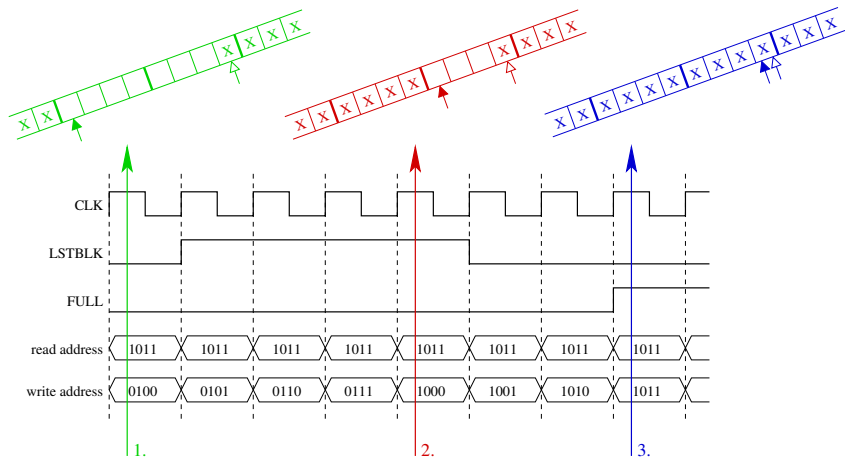 X X X X X X
X X X X X X X X X X
X X X X X X X X X X X X X
CLK
LSTBLK
FULL
read address 1011 1011 1011 1011 1011 1011 1011 1011
write address 0100 0101 0110 0111 1000 1001 1010 1011
1. 2. 3.